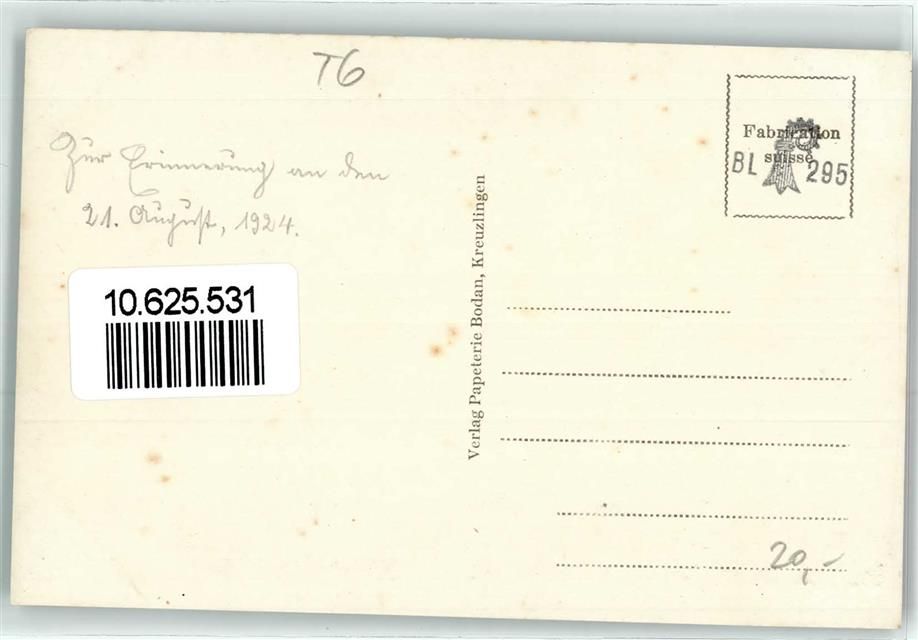 T6
Zur Erinnerung an den
21. August, 1924.
10.625.531
Verlag Papeterie Bodan, Kreuzlingen
Fabrication
suisse
BL 295
20,-